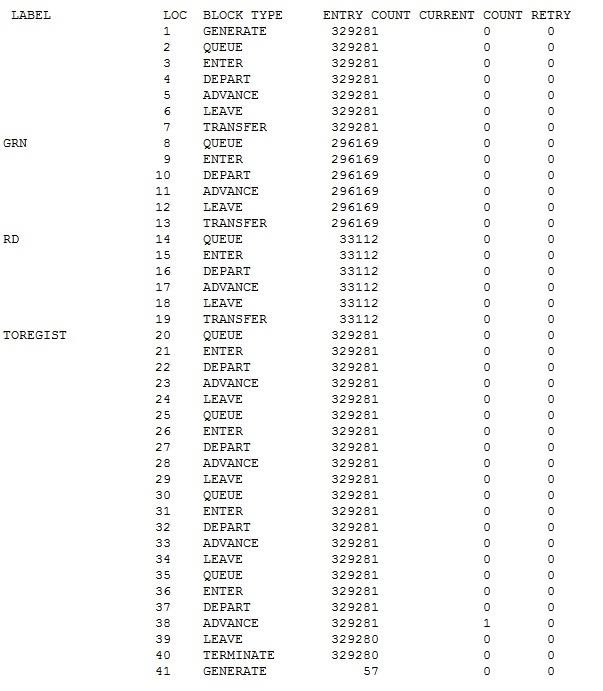 LABEL LOC BLOCK TYPE ENTRY COUNT CURRENT COUNT RETRY
1 GENERATE 329281 0 0
2 QUEUE 329281 0 0
3 ENTER 329281 0 0
4 DEPART 329281 0 0
5 ADVANCE 329281 0 0
6 LEAVE 329281 0 0
7 TRANSFER 329281 0 0
GRN 8 QUEUE 296169 0 0
9 ENTER 296169 0 0
10 DEPART 296169 0 0
11 ADVANCE 296169 0 0
12 LEAVE 296169 0 0
13 TRANSFER 296169 0 0
RD 14 QUEUE 33112 0 0
15 ENTER 33112 0 0
16 DEPART 33112 0 0
17 ADVANCE 33112 0 0
18 LEAVE 33112 0 0
19 TRANSFER 33112 0 0
TOREGIST 20 QUEUE 329281 0 0
21 ENTER 329281 0 0
22 DEPART 329281 0 0
23 ADVANCE 329281 0 0
24 LEAVE 329281 0 0
25 QUEUE 329281 0 0
26 ENTER 329281 0 0
27 DEPART 329281 0 0
28 ADVANCE 329281 0 0
29 LEAVE 329281 0 0
30 QUEUE 329281 0 0
31 ENTER 329281 0 0
32 DEPART 329281 0 0
33 ADVANCE 329281 0 0
34 LEAVE 329281 0 0
35 QUEUE 329281 0 0
36 ENTER 329281 0 0
37 DEPART 329281 0 0
38 ADVANCE 329281 1 0
39 LEAVE 329280 0 0
40 TERMINATE 329280 0 0
41 GENERATE 57 0 0